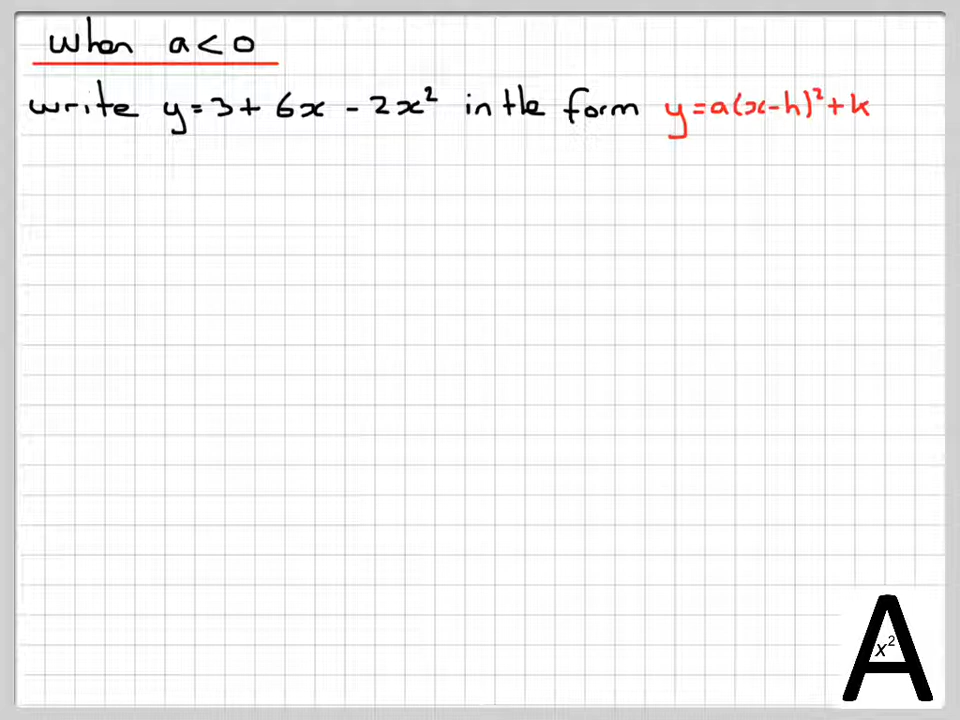 When a < 0
write y = 3 + 6x - 2x² in the form y = a(x-h)² + k
x²
A